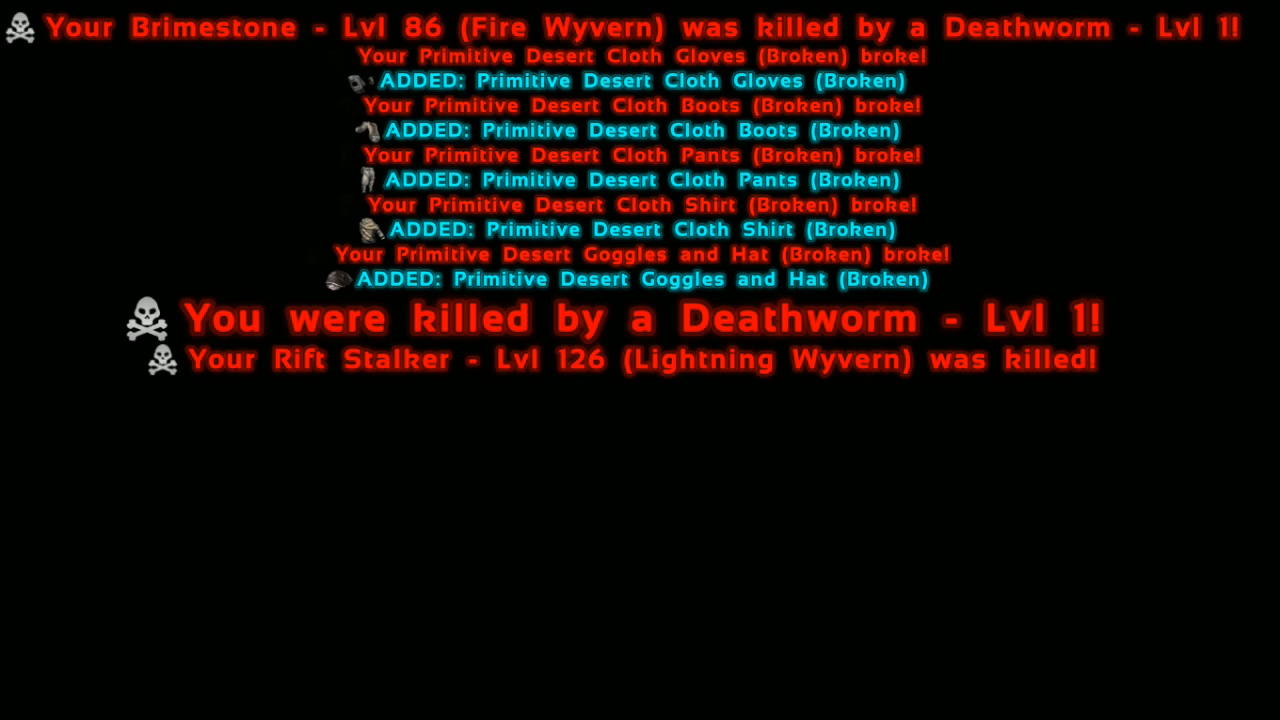 Your Brimestone - Lvl 86 (Fire Wyvern) was killed by a Deathworm - Lvl 1!
Your Primitive Desert Cloth Gloves (Broken) broke!
ADDED: Primitive Desert Cloth Gloves (Broken)
Your Primitive Desert Cloth Boots (Broken) broke!
ADDED: Primitive Desert Cloth Boots (Broken)
Your Primitive Desert Cloth Pants (Broken) broke!
ADDED: Primitive Desert Cloth Pants (Broken)
Your Primitive Desert Cloth Shirt (Broken) broke!
ADDED: Primitive Desert Cloth Shirt (Broken)
Your Primitive Desert Goggles and Hat (Broken) broke!
ADDED: Primitive Desert Goggles and Hat (Broken)
You were killed by a Deathworm - Lvl 1!
Your Rift Stalker - Lvl 126 (Lightning Wyvern) was killed!